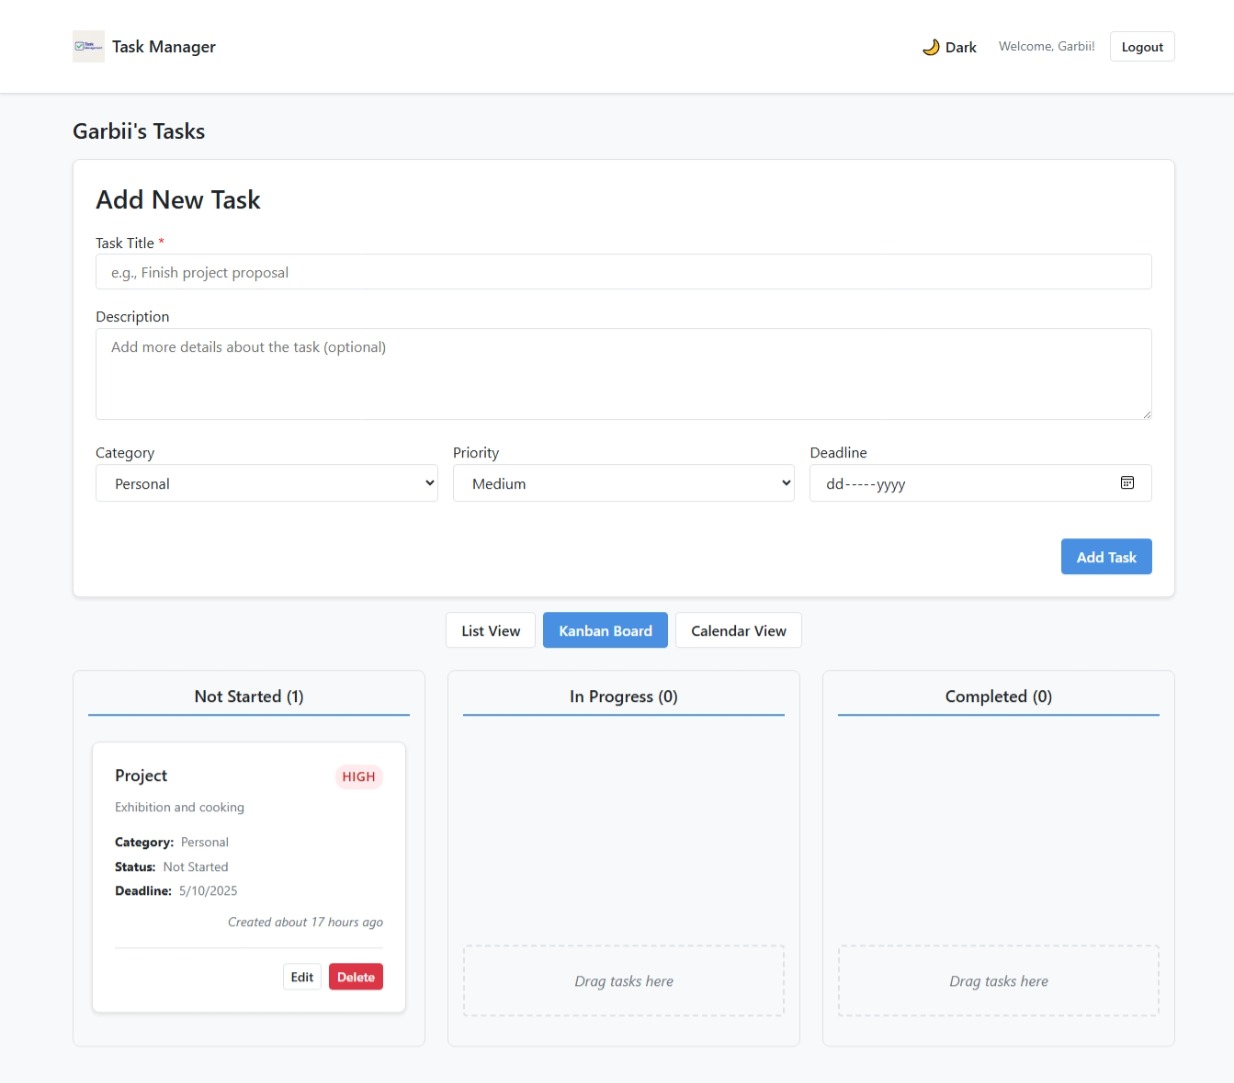 Task Management
Task Manager
🌙 Dark
Welcome, Garbii!
Logout
Garbii's Tasks
Add New Task
Task Title *
e.g., Finish project proposal
Description
Add more details about the task (optional)
Category
Priority
Deadline
Personal
Medium
dd-----yyyy
Add Task
List View
Kanban Board
Calendar View
Not Started (1)
Project
HIGH
Exhibition and cooking
Category: Personal
Status: Not Started
Deadline: 5/10/2025
Created about 17 hours ago
Edit
Delete
In Progress (0)
Drag tasks here
Completed (0)
Drag tasks here